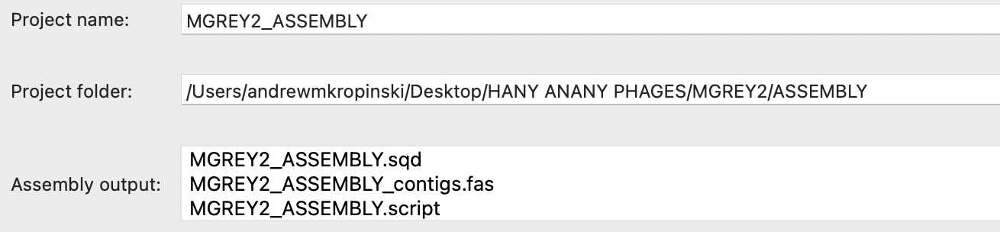 Project name: MGREY2_ASSEMBLY
Project folder: /Users/andrewmkropinski/Desktop/HANY ANANY PHAGES/MGREY2/ASSEMBLY
MGREY2_ASSEMBLY.sqd
Assembly output: MGREY2_ASSEMBLY_contigs.fas
MGREY2_ASSEMBLY.script